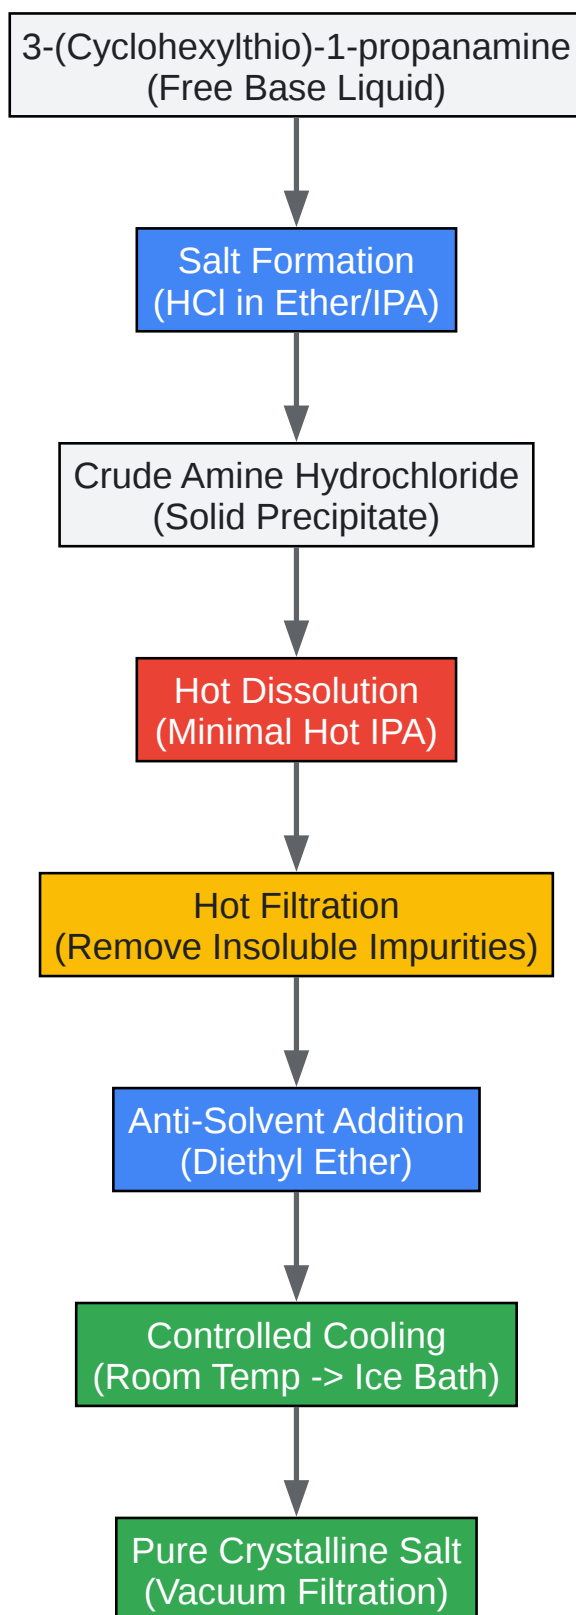 3-(Cyclohexylthio)-1-propanamine
(Free Base Liquid)
Salt Formation
(HCl in Ether/IPA)
Crude Amine Hydrochloride
(Solid Precipitate)
Hot Dissolution
(Minimal Hot IPA)
Hot Filtration
(Remove Insoluble Impurities)
Anti-Solvent Addition
(Diethyl Ether)
Controlled Cooling
(Room Temp -> Ice Bath)
Pure Crystalline Salt
(Vacuum Filtration)